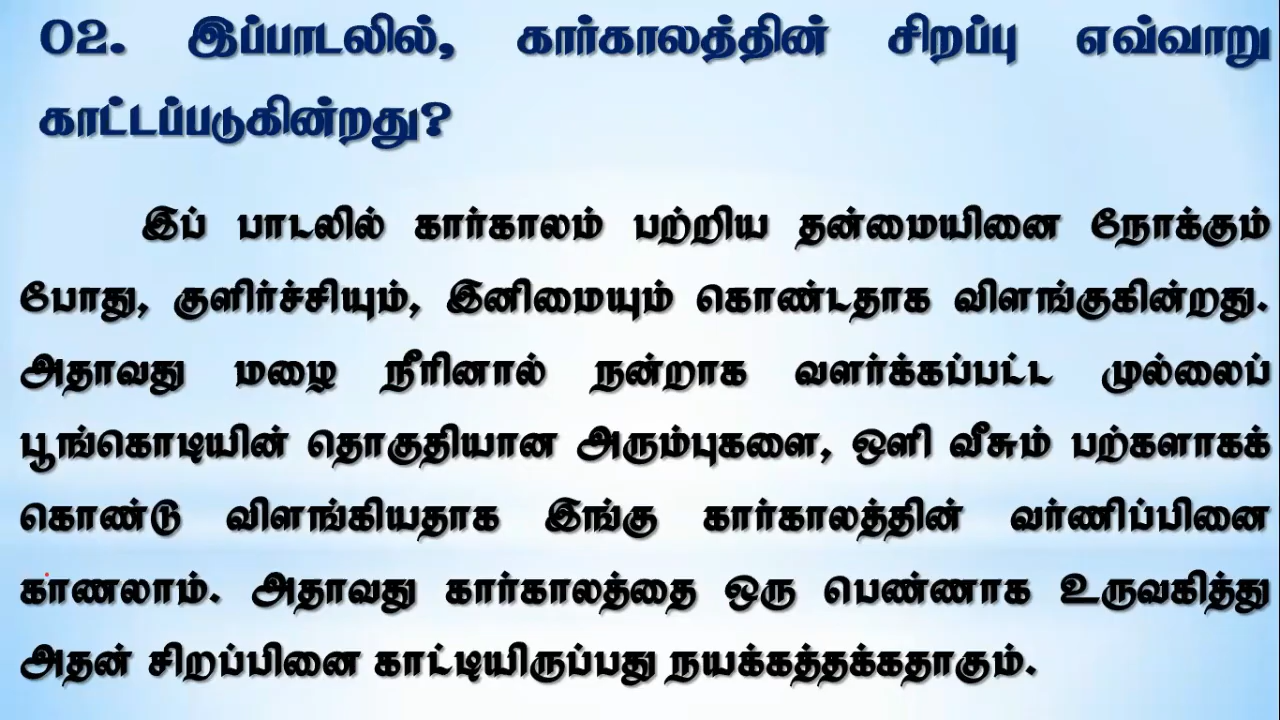 02. இப்பாடலில், கார்காலத்தின் சிறப்பு எவ்வாறு
காட்டப்படுகின்றது?
இப் பாடலில் கார்காலம் பற்றிய தன்மையினை நோக்கும்
போது, குளிர்ச்சியும், இனிமையும் கொண்டதாக விளங்குகின்றது.
அதாவது மழை நீரினால் நன்றாக வளர்க்கப்பட்ட முல்லைப்
பூங்கொடியின் தொகுதியான அரும்புகளை, ஒளி வீசும் பற்களாகக்
கொண்டு விளங்கியதாக இங்கு கார்காலத்தின் வர்ணிப்பினை
காணலாம். அதாவது கார்காலத்தை ஒரு பெண்ணாக உருவகித்து
அதன் சிறப்பினை காட்டியிருப்பது நயக்கத்தக்கதாகும்.